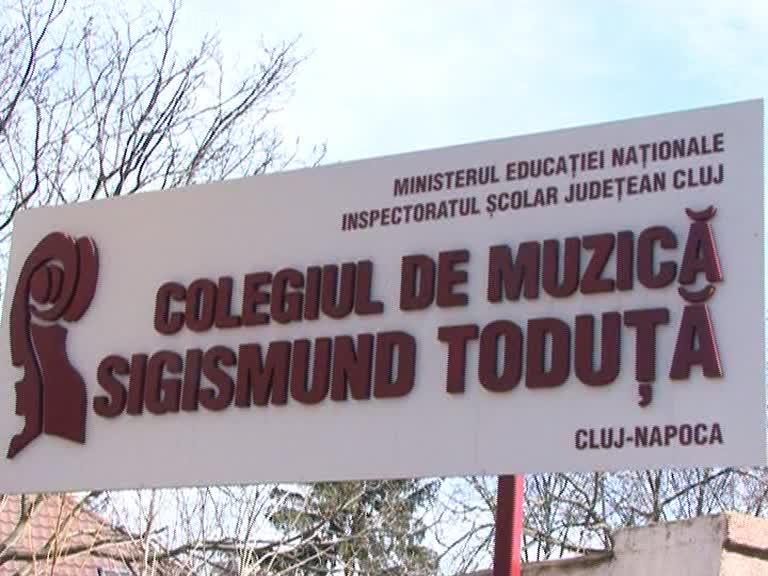 MINISTERUL EDUCAȚIEI NAȚIONALE
INSPECTORATUL ȘCOLAR JUDEȚEAN CLUJ
COLEGIUL DE MUZICĂ
SIGISMUND TODUȚĂ
CLUJ-NAPOCA